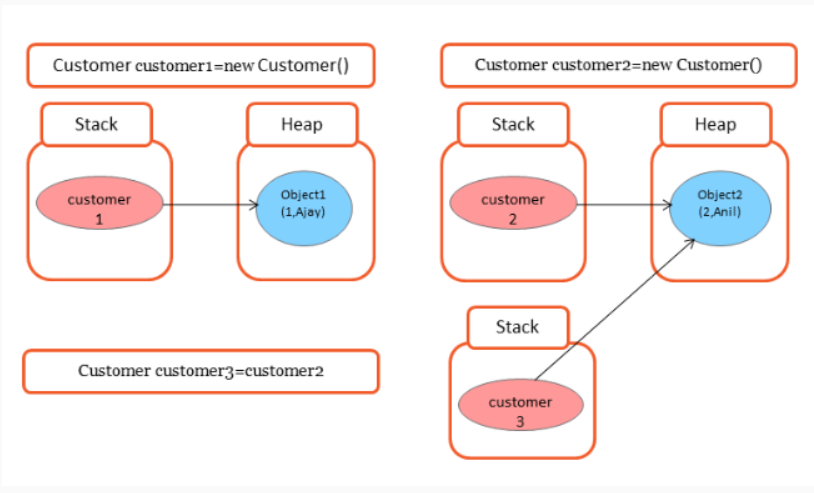 Customer customer1=new Customer()
Customer customer2=new Customer()
Stack
Heap
Stack
Heap
customer
1
Object1
(1,Ajay)
customer
2
Object2
(2,Anil)
Stack
Customer customer3=customer2
customer
3